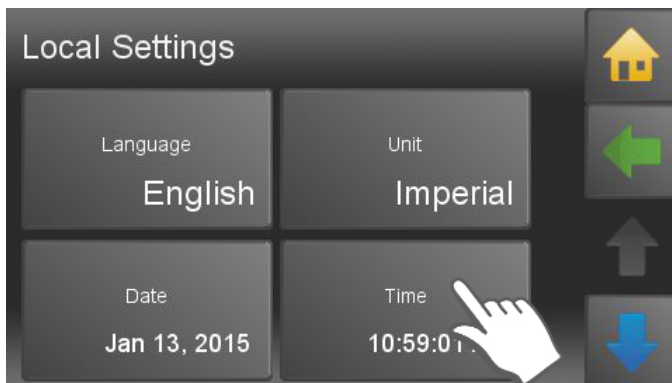 Local Settings
Language
Unit
English
Imperial
Date
Time
Jan 13, 2015